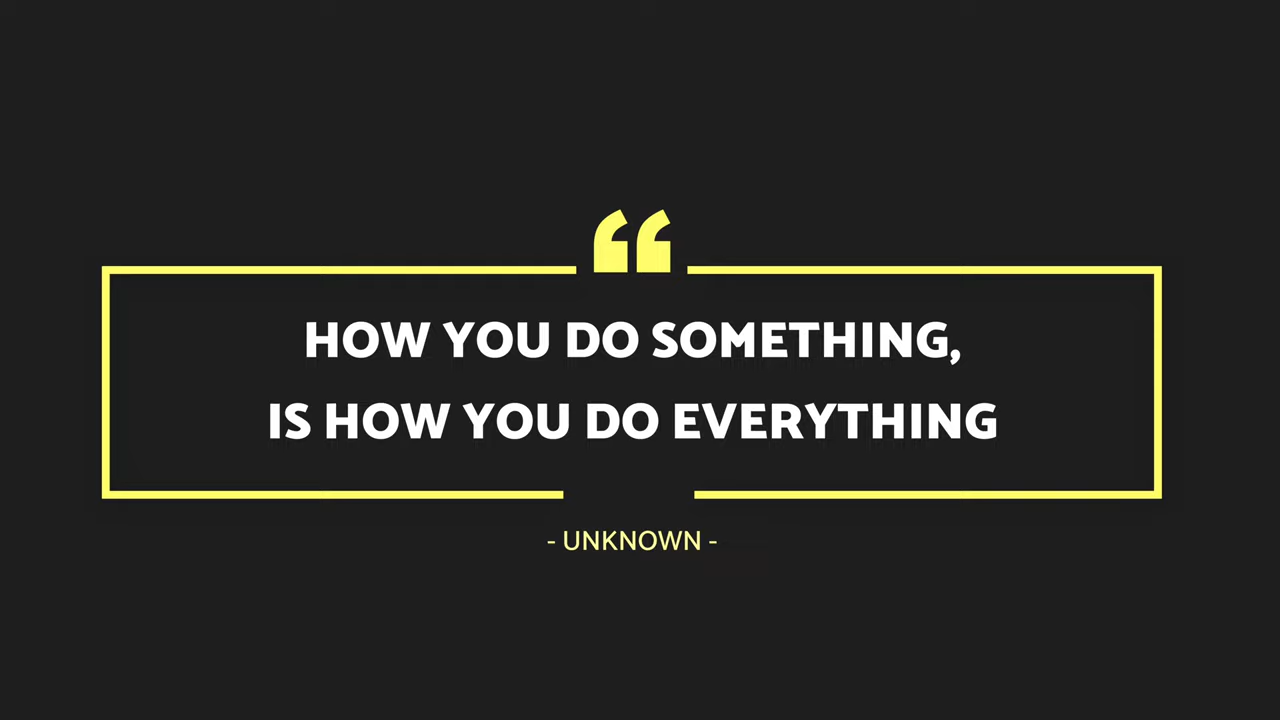 “
HOW YOU DO SOMETHING,
IS HOW YOU DO EVERYTHING
- UNKNOWN -